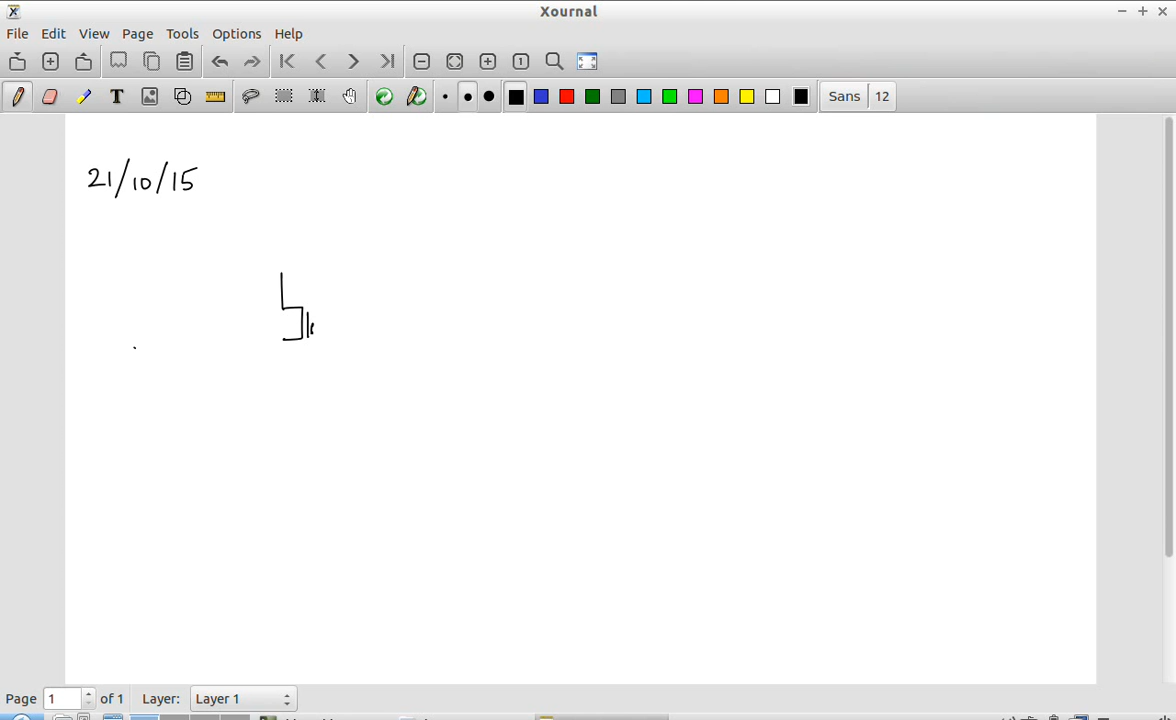 Xournal
File Edit View Page Tools Options Help
Sans 12
21/10/15
Page 1 of 1 Layer: Layer 1